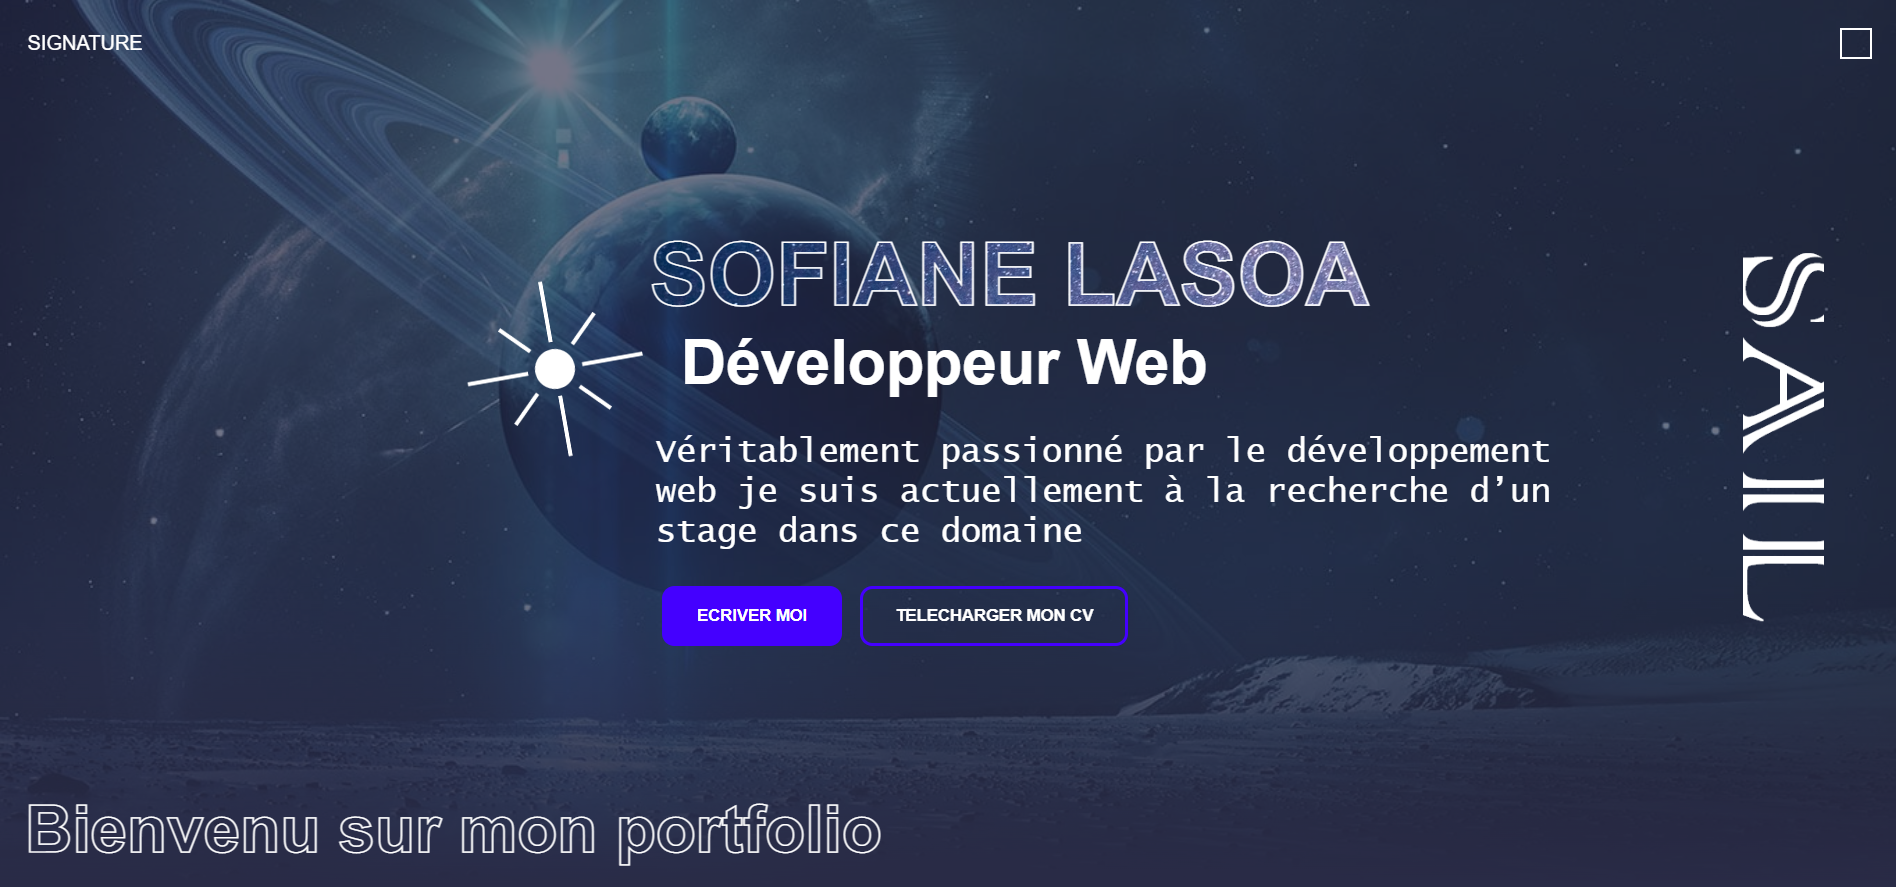 SIGNATURE
SOFIANE LASOA
Développeur Web
Véritablement passionné par le développement
web je suis actuellement à la recherche d’un
stage dans ce domaine
ECRIVER MOI
TELECHARGER MON CV
SAIL
Bienvenu sur mon portfolio